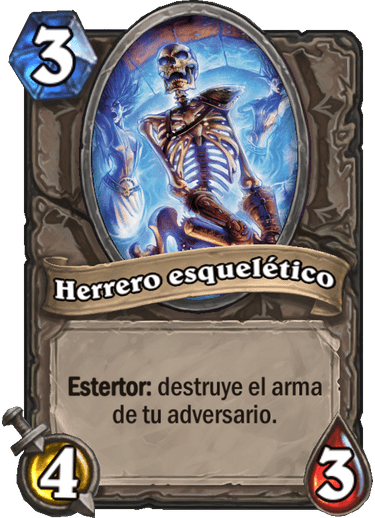 3
Herrero esquelético
Estertor: destruye el arma
de tu adversario.
4
3